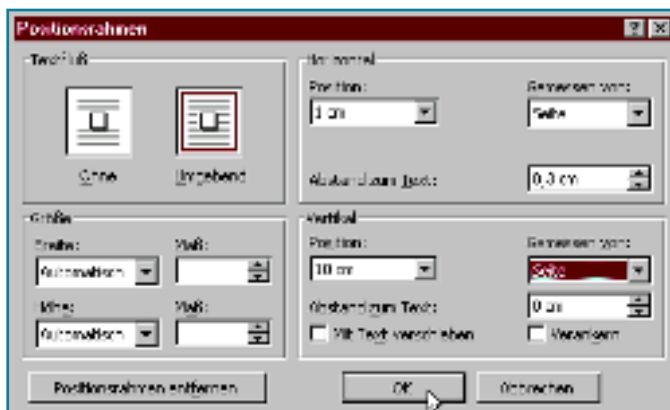 Positionsrahmen
Textfluß
Ohne
Umgebend
Horizontal
Position:
Gemessen von:
1 cm
Seite
Abstand zum Text:
0,3 cm
Größe
Breite:
Maß:
Automatisch
Höhe:
Maß:
Automatisch
Vertikal
Position:
Gemessen von:
10 cm
Seite
Abstand zum Text:
0 cm
Mit Text verschieben
Verankern
Positionsrahmen entfernen
OK
Abbrechen